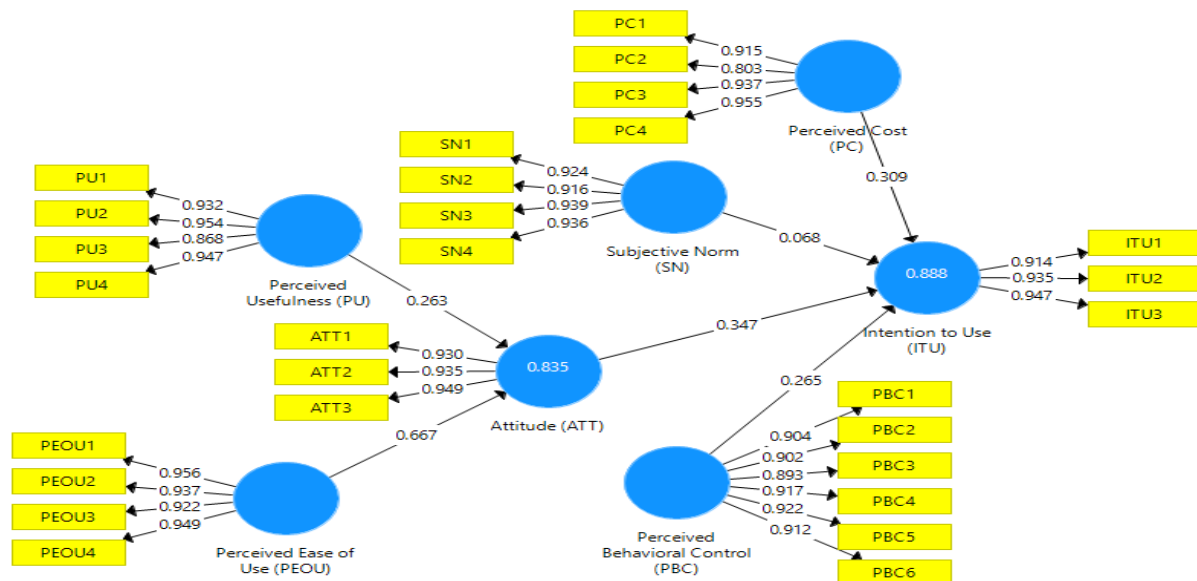 PC1
PC2
PC3
PC4
0.915
0.803
0.937
0.955
Perceived Cost
(PC)
0.309
SN1
SN2
SN3
SN4
0.924
0.916
0.939
0.936
Subjective Norm
(SN)
0.068
PU1
PU2
PU3
PU4
0.932
0.954
0.868
0.947
Perceived
Usefulness (PU)
0.263
ATT1
ATT2
ATT3
0.930
0.935
0.949
0.835
Attitude (ATT)
0.347
0.888
Intention to Use
(ITU)
0.914
0.935
0.947
ITU1
ITU2
ITU3
PEOU1
PEOU2
PEOU3
PEOU4
0.956
0.937
0.922
0.949
Perceived Ease of
Use (PEOU)
0.667
0.265
Perceived
Behavioral Control
(PBC)
0.904
0.902
0.893
0.917
0.922
0.912
PBC1
PBC2
PBC3
PBC4
PBC5
PBC6